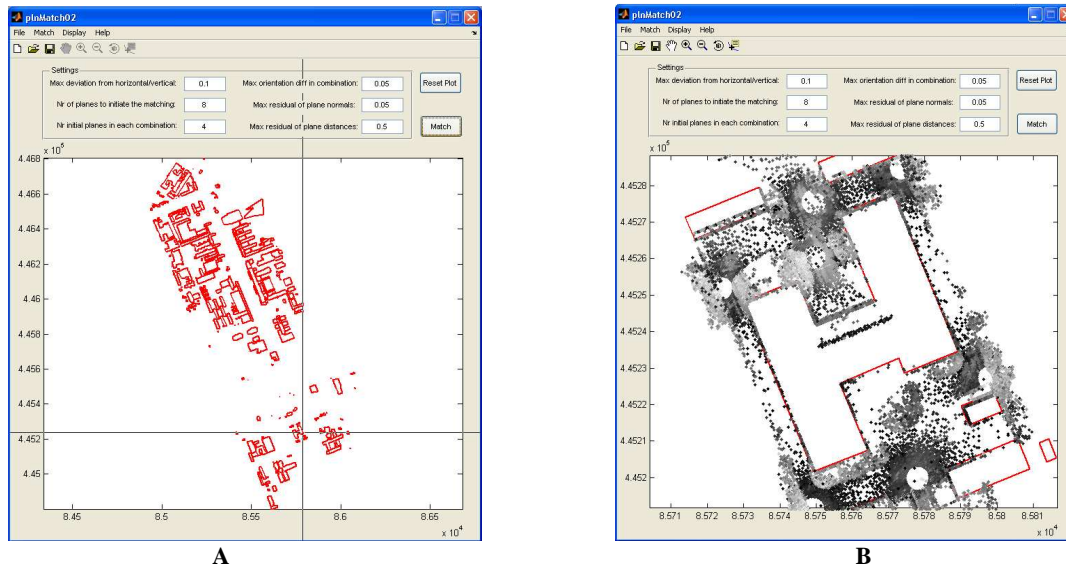 plnMatch02
File Match Display Help
Settings
Max deviation from horizontal/vertical: 0.1 Max orientation diff in combination: 0.05 Reset Plot
Nr of planes to initiate the matching: 8 Max residual of plane normals: 0.05
Nr initial planes in each combination: 4 Max residual of plane distances: 0.5 Match
x 10⁵
4.468
4.466
4.464
4.462
4.46
4.458
4.456
4.454
4.452
4.45
8.45 8.5 8.55 8.6 8.65
x 10⁴
A
plnMatch02
File Match Display Help
Settings
Max deviation from horizontal/vertical: 0.1 Max orientation diff in combination: 0.05 Reset Plot
Nr of planes to initiate the matching: 8 Max residual of plane normals: 0.05
Nr initial planes in each combination: 4 Max residual of plane distances: 0.5 Match
x 10⁵
4.4528
4.4527
4.4526
4.4525
4.4524
4.4523
4.4522
4.4521
4.452
8.571 8.572 8.573 8.574 8.575 8.576 8.577 8.578 8.579 8.58 8.581
x 10⁴
B